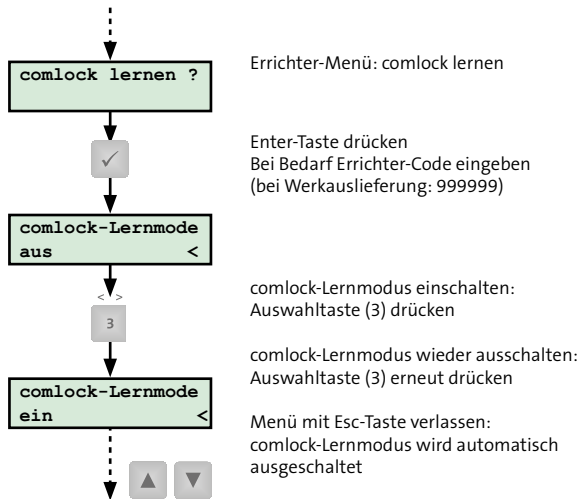 comlock lernen ?
Errichter-Menü: comlock lernen
Enter-Taste drücken
Bei Bedarf Errichter-Code eingeben
(bei Werkauslieferung: 999999)
comlock-Lernmode
aus <
< >
3
comlock-Lernmodus einschalten:
Auswahltaste (3) drücken
comlock-Lernmodus wieder ausschalten:
Auswahltaste (3) erneut drücken
comlock-Lernmode
ein <
Menü mit Esc-Taste verlassen:
comlock-Lernmodus wird automatisch
ausgeschaltet